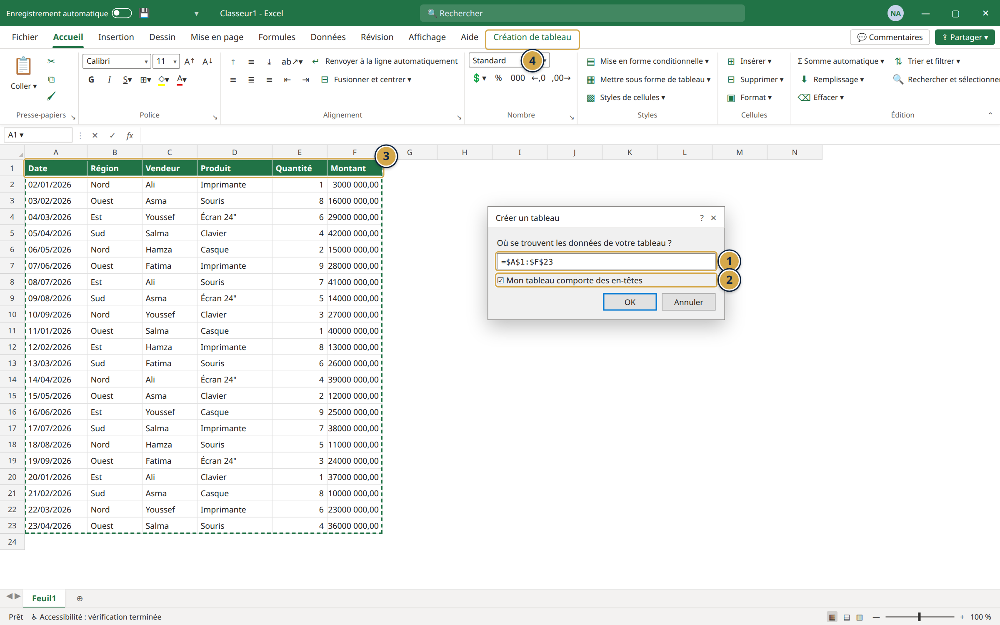 Enregistrement automatique
Classeur1 - Excel
Rechercher
NA
Fichier Accueil Insertion Dessin Mise en page Formules Données Révision Affichage Aide Création de tableau
Commentaires
Partager
Coller
Presse-papiers
Calibri 11
G I S A
Police
Renvoyer à la ligne automatiquement
Fusionner et centrer
Alignement
Standard
4
% 000 ←,0 ,00→
Nombre
Mise en forme conditionnelle
Mettre sous forme de tableau
Styles de cellules
Styles
Insérer
Supprimer
Format
Cellules
Σ Somme automatique
Remplissage
Effacer
Trier et filtrer
Rechercher et sélectionner
Édition
A1
fx
A B C D E F G H I J K L M N
3
1 Date Région Vendeur Produit Quantité Montant
2 02/01/2026 Nord Ali Imprimante 1 3000 000,00
3 03/02/2026 Ouest Asma Souris 8 16000 000,00
4 04/03/2026 Est Youssef Écran 24" 6 29000 000,00
5 05/04/2026 Sud Salma Clavier 4 42000 000,00
6 06/05/2026 Nord Hamza Casque 2 15000 000,00
7 07/06/2026 Ouest Fatima Imprimante 9 28000 000,00
8 08/07/2026 Est Ali Souris 7 41000 000,00
9 09/08/2026 Sud Asma Écran 24" 5 14000 000,00
10 10/09/2026 Nord Youssef Clavier 3 27000 000,00
11 11/01/2026 Ouest Salma Casque 1 40000 000,00
12 12/02/2026 Est Hamza Imprimante 8 13000 000,00
13 13/03/2026 Sud Fatima Souris 6 26000 000,00
14 14/04/2026 Nord Ali Écran 24" 4 39000 000,00
15 15/05/2026 Ouest Asma Clavier 2 12000 000,00
16 16/06/2026 Est Youssef Casque 9 25000 000,00
17 17/07/2026 Sud Salma Imprimante 7 38000 000,00
18 18/08/2026 Nord Hamza Souris 5 11000 000,00
19 19/09/2026 Ouest Fatima Écran 24" 3 24000 000,00
20 20/01/2026 Est Ali Clavier 1 37000 000,00
21 21/02/2026 Sud Asma Casque 8 10000 000,00
22 22/03/2026 Nord Youssef Imprimante 6 23000 000,00
23 23/04/2026 Ouest Salma Souris 4 36000 000,00
24
Créer un tableau ?
Où se trouvent les données de votre tableau ?
=$A$1:$F$23
1
☑ Mon tableau comporte des en-têtes
2
OK Annuler
Feuil1
Prêt Accessibilité : vérification terminée
— + 100 %